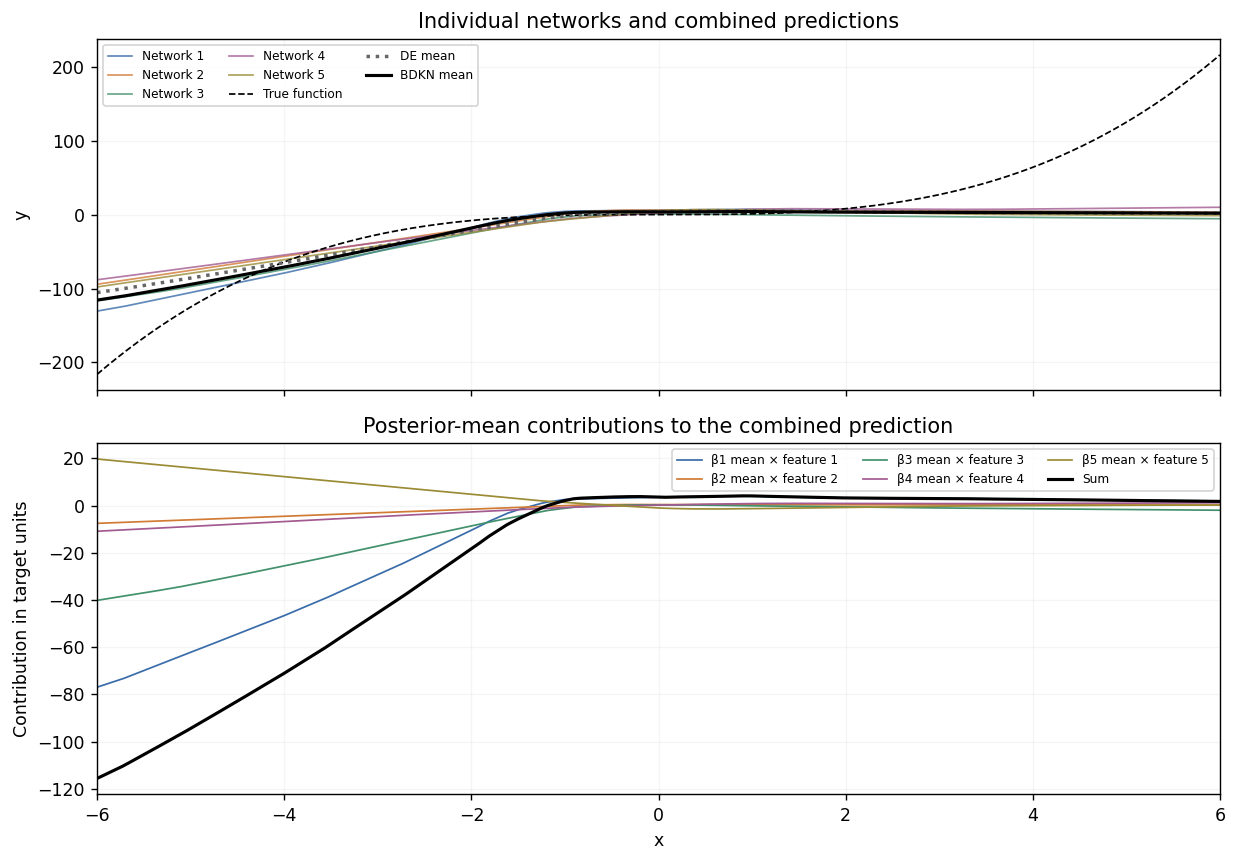 Individual networks and combined predictions
Network 1 Network 4 DE mean
Network 2 Network 5 BDKN mean
Network 3 True function
200
100
0
−100
−200
y
Posterior-mean contributions to the combined prediction
β1 mean × feature 1 β3 mean × feature 3 β5 mean × feature 5
β2 mean × feature 2 β4 mean × feature 4 Sum
20
0
−20
−40
−60
−80
−100
−120
Contribution in target units
−6 −4 −2 0 2 4 6
x